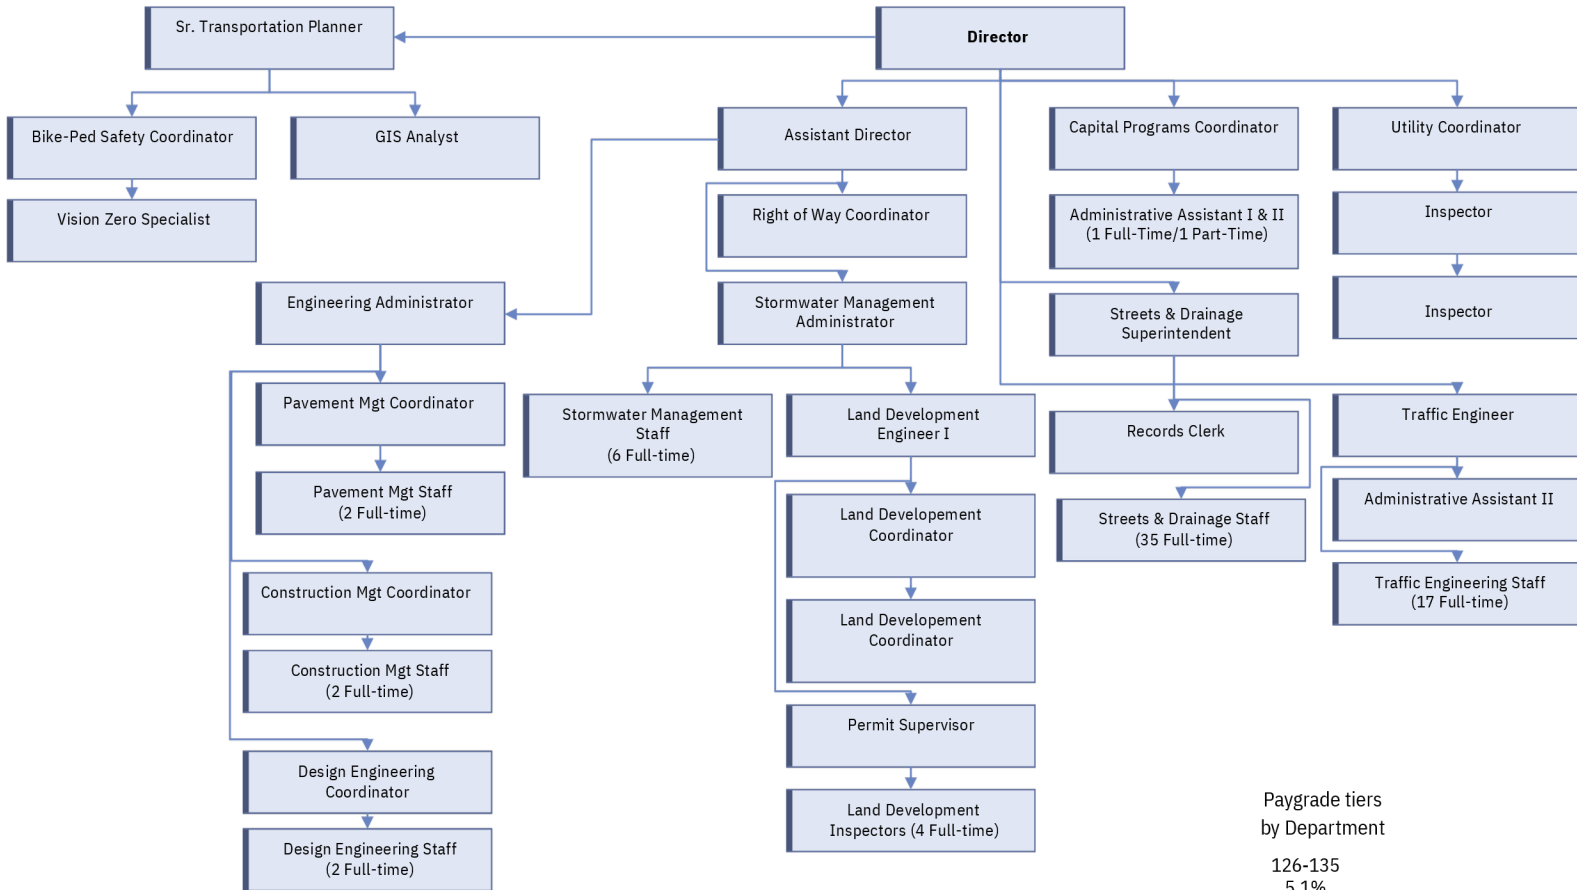 Sr. Transportation Planner
Director
Bike-Ped Safety Coordinator
GIS Analyst
Assistant Director
Capital Programs Coordinator
Utility Coordinator
Vision Zero Specialist
Right of Way Coordinator
Administrative Assistant I & II
(1 Full-Time/1 Part-Time)
Inspector
Engineering Administrator
Stormwater Management
Administrator
Streets & Drainage
Superintendent
Inspector
Pavement Mgt Coordinator
Stormwater Management
Staff
(6 Full-time)
Land Development
Engineer I
Records Clerk
Traffic Engineer
Pavement Mgt Staff
(2 Full-time)
Land Developement
Coordinator
Streets & Drainage Staff
(35 Full-time)
Administrative Assistant II
Construction Mgt Coordinator
Land Developement
Coordinator
Traffic Engineering Staff
(17 Full-time)
Construction Mgt Staff
(2 Full-time)
Permit Supervisor
Design Engineering
Coordinator
Land Development
Inspectors (4 Full-time)
Design Engineering Staff
(2 Full-time)
Paygrade tiers
by Department
126-135
5.1%